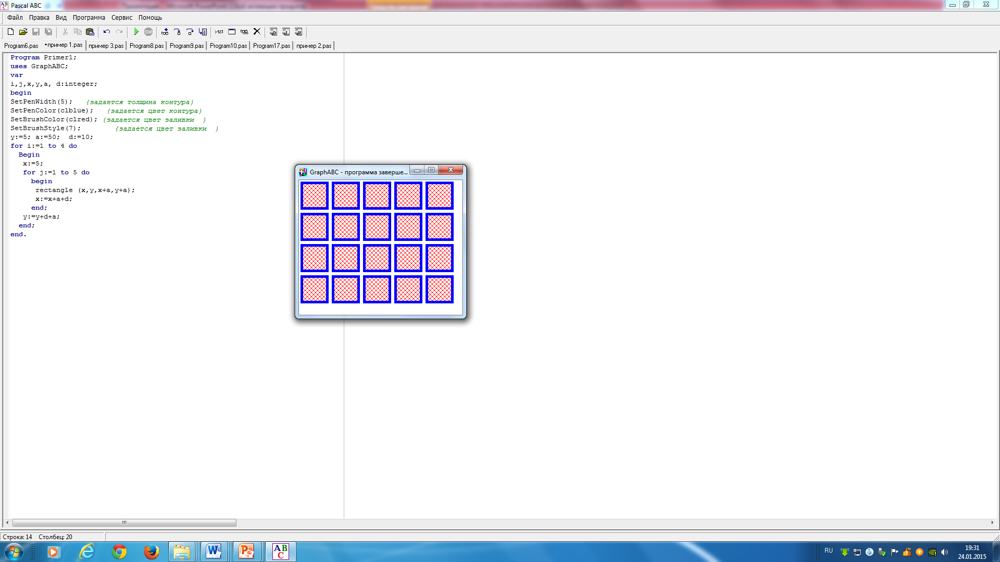 Pascal ABC
Файл Правка Вид Программа Сервис Помощь
STOP
Program6.pas •пример 1.pas пример 3.pas Program8.pas Program9.pas Program10.pas Program17.pas пример 2.pas
Program Primer1;
uses GraphABC;
var
i,j,x,y,a, d:integer;
begin
SetPenWidth(5); {задается толщина контура}
SetPenColor(clblue); {задается цвет контура}
SetBrushColor(clred); {задается цвет заливки }
SetBrushStyle(7); {задается цвет заливки }
y:=5; a:=50; d:=10;
for i:=1 to 4 do
Begin
x:=5;
for j:=1 to 5 do
begin
rectangle (x,y,x+a,y+a);
x:=x+a+d;
end;
y:=y+d+a;
end;
end.
GraphABC - программа заверше...
Строка: 14 Столбец: 20
RU
19:31
24.01.2015